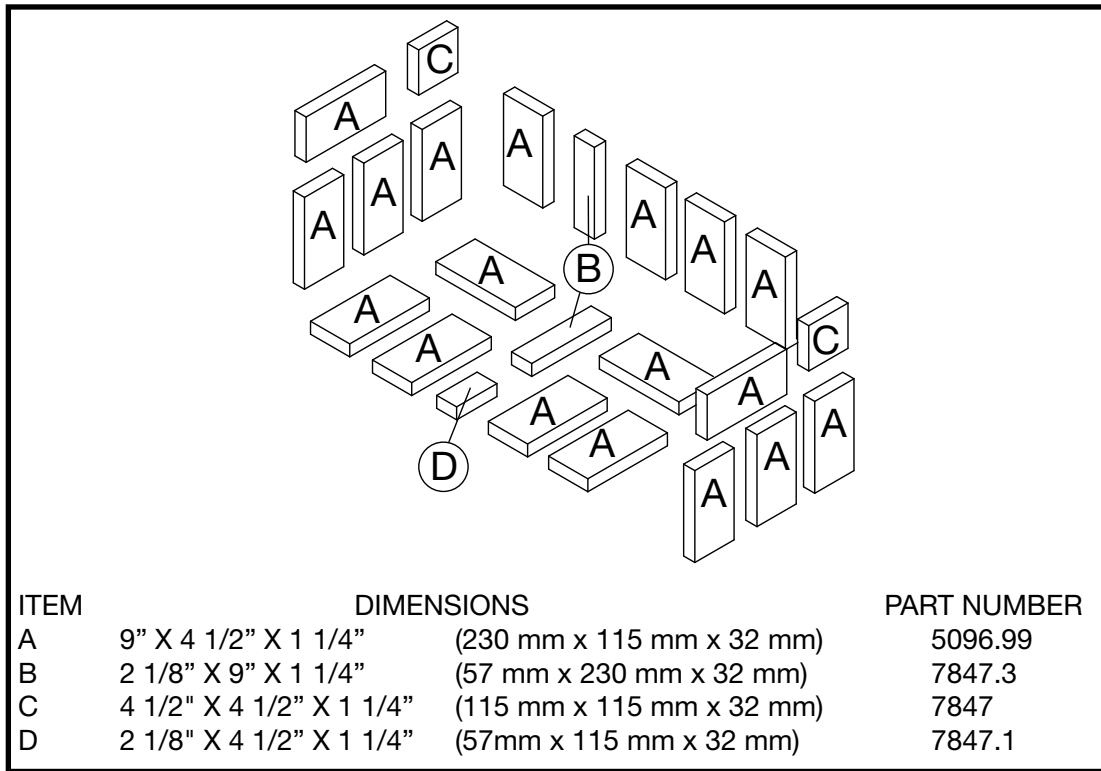 C
A
A
A
A
A
B
A
A
A
A
A
A
C
A
A
D
A
A
A
A
A
A
ITEM DIMENSIONS PART NUMBER
A 9” X 4 1/2” X 1 1/4” (230 mm x 115 mm x 32 mm) 5096.99
B 2 1/8” X 9” X 1 1/4” (57 mm x 230 mm x 32 mm) 7847.3
C 4 1/2" X 4 1/2” X 1 1/4” (115 mm x 115 mm x 32 mm) 7847
D 2 1/8" X 4 1/2” X 1 1/4” (57mm x 115 mm x 32 mm) 7847.1